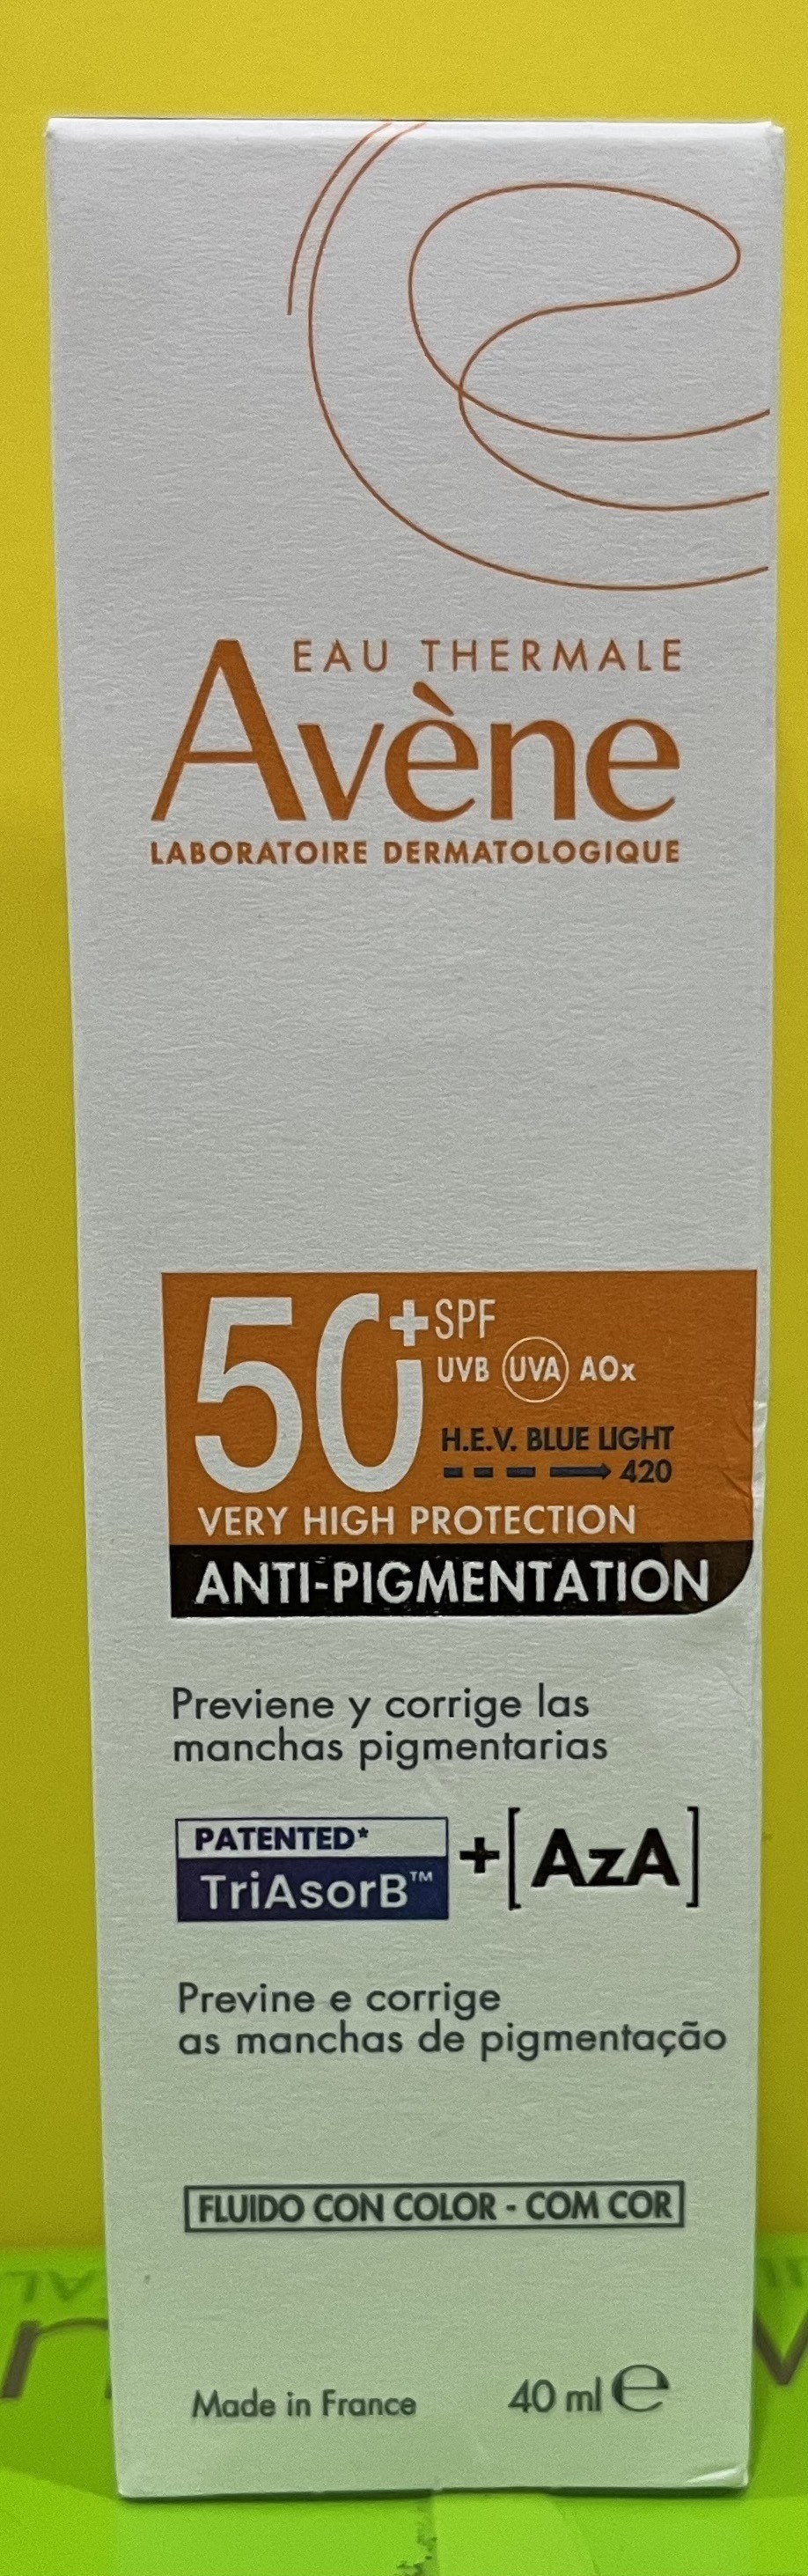 EAU THERMALE
Avène
LABORATOIRE DERMATOLOGIQUE
50+ SPF
UVB UVA AOx
H.E.V. BLUE LIGHT
420
VERY HIGH PROTECTION
ANTI-PIGMENTATION
Previene y corrige las
manchas pigmentarias
PATENTED*
TriAsorB™ +[AzA]
Previne e corrige
as manchas de pigmentação
FLUIDO CON COLOR - COM COR
Made in France 40 ml e